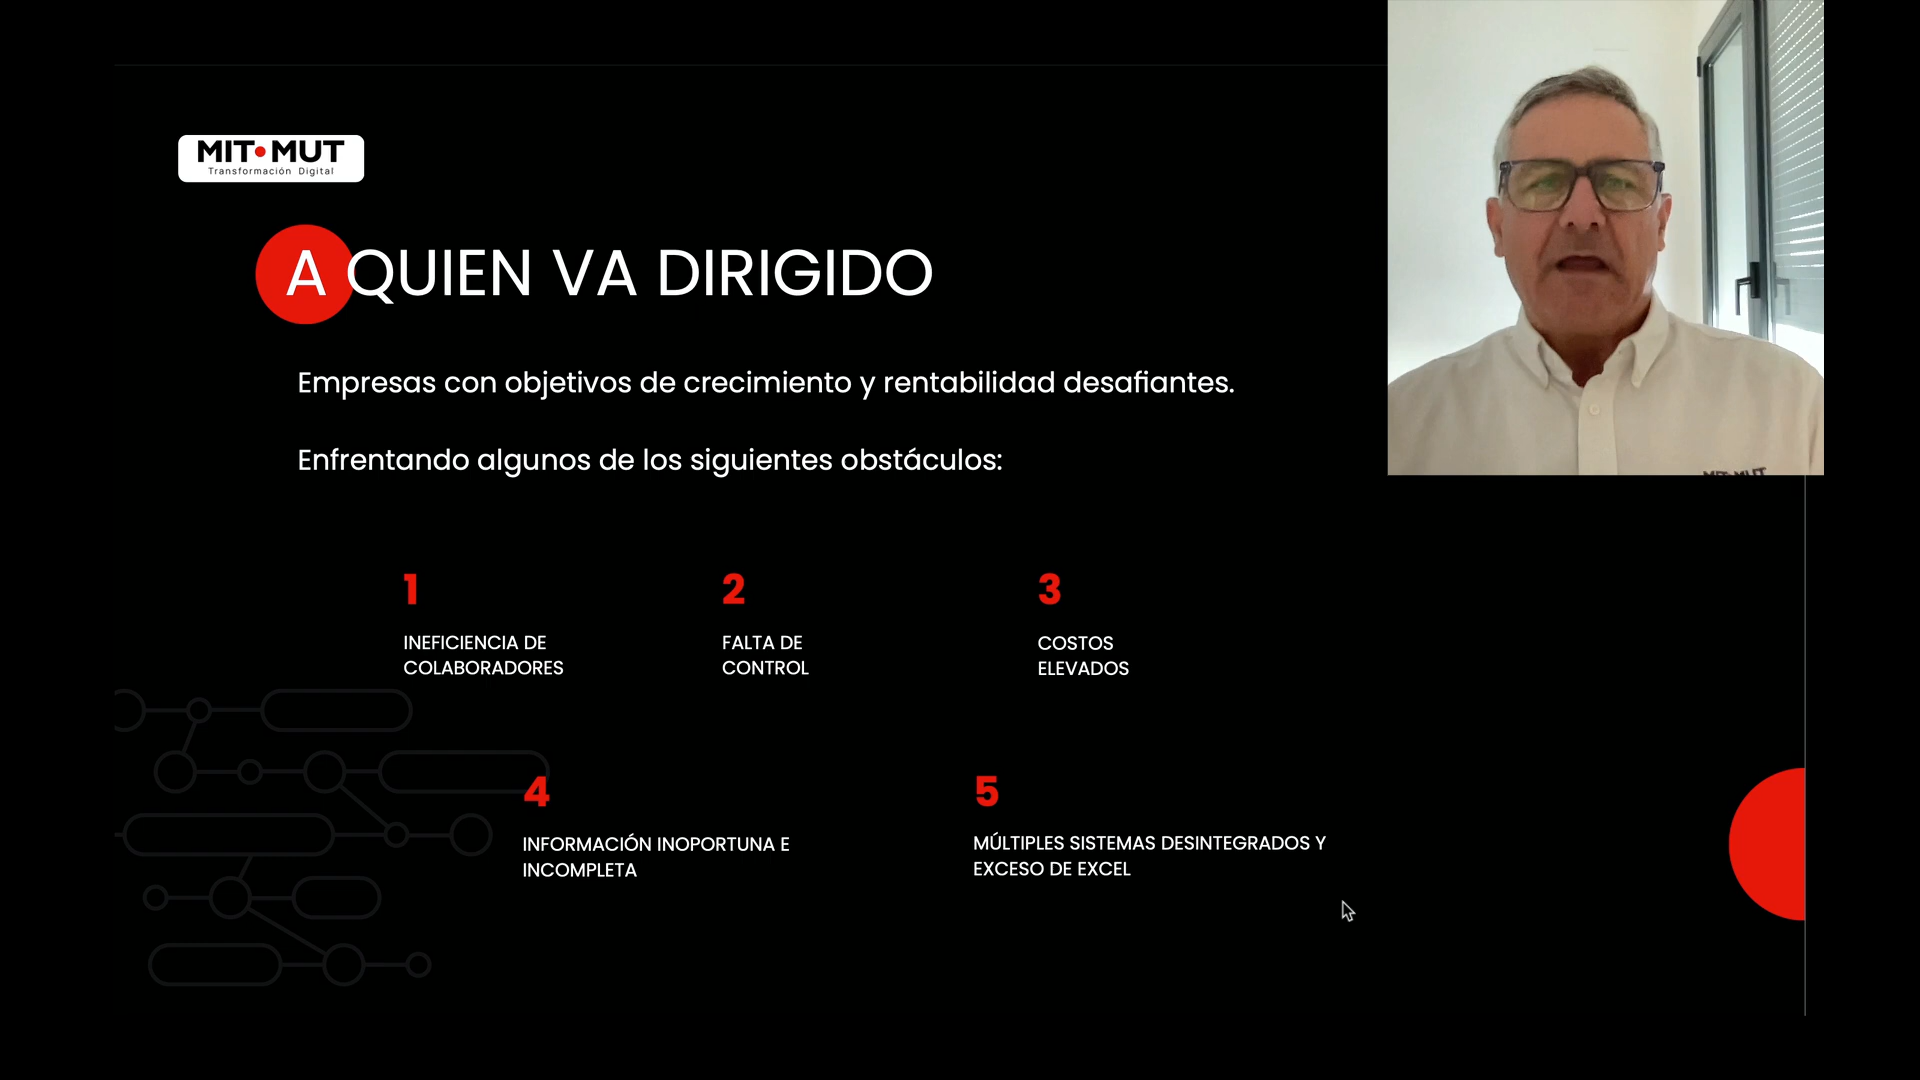 MIT•MUT
Transformación Digital
A QUIEN VA DIRIGIDO
Empresas con objetivos de crecimiento y rentabilidad desafiantes.
Enfrentando algunos de los siguientes obstáculos:
1
INEFICIENCIA DE
COLABORADORES
2
FALTA DE
CONTROL
3
COSTOS
ELEVADOS
4
INFORMACIÓN INOPORTUNA E
INCOMPLETA
5
MÚLTIPLES SISTEMAS DESINTEGRADOS Y
EXCESO DE EXCEL
MIT•MUT